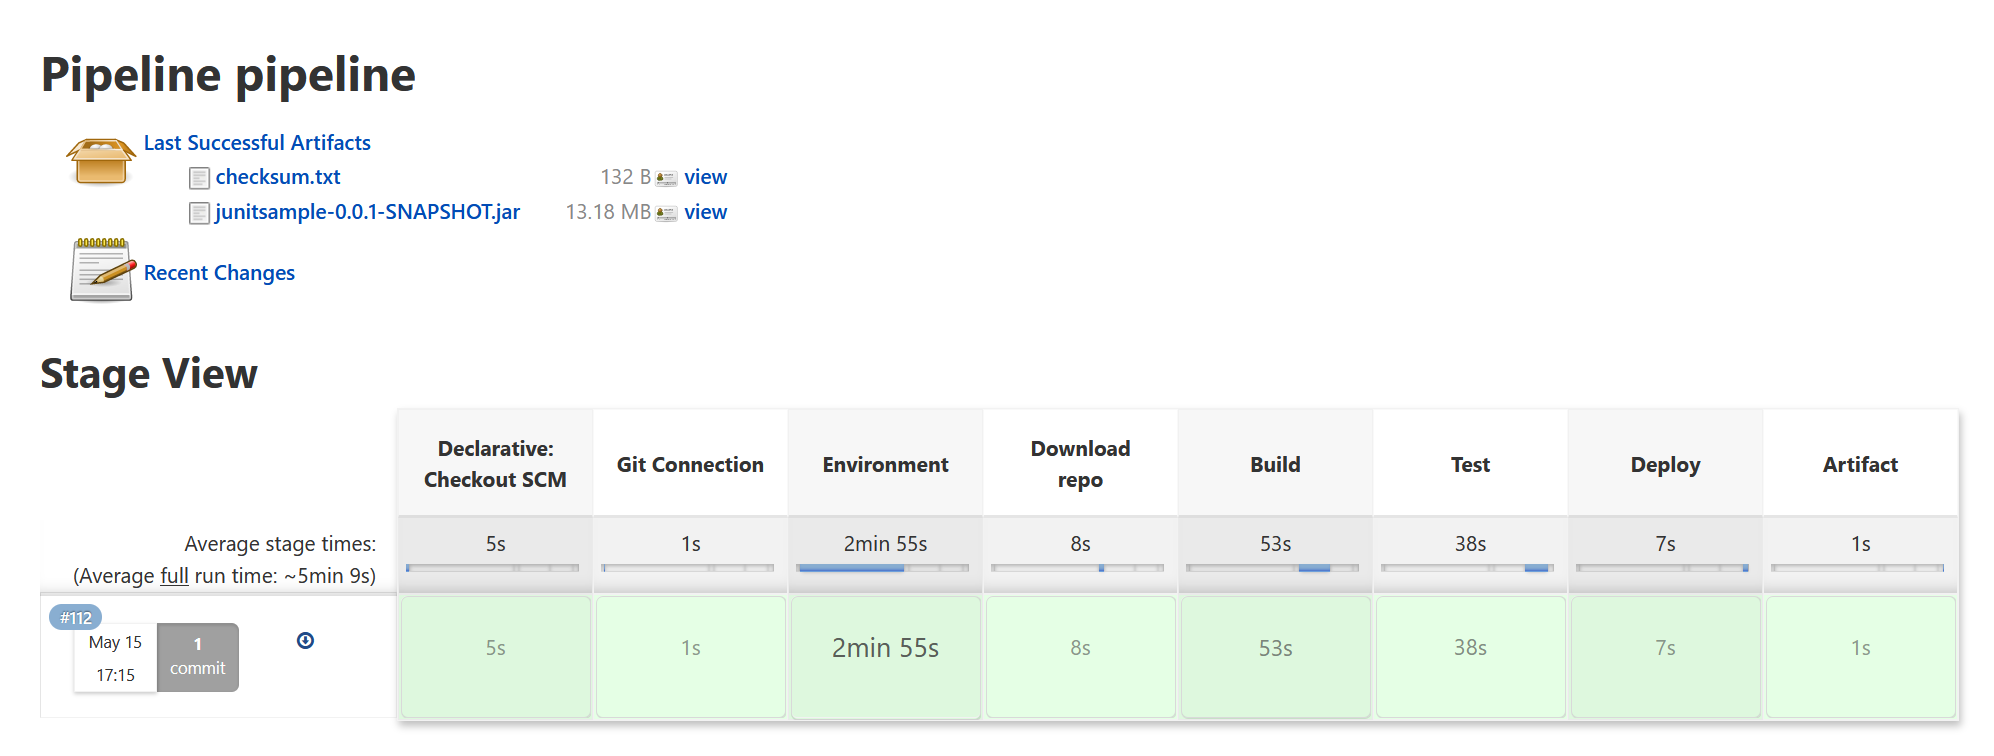 Pipeline pipeline
Last Successful Artifacts
checksum.txt 132 B view
junitsample-0.0.1-SNAPSHOT.jar 13.18 MB view
Recent Changes
Stage View
Declarative: Checkout SCM Git Connection Environment Download repo Build Test Deploy Artifact
Average stage times: 5s 1s 2min 55s 8s 53s 38s 7s 1s
(Average full run time: ~5min 9s)
#112
May 15 1
17:15 commit
5s 1s 2min 55s 8s 53s 38s 7s 1s